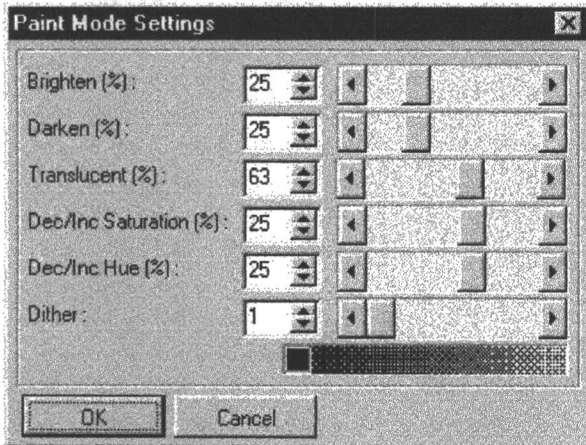 Paint Mode Settings
Brighten (%) : 25
Darken (%) : 25
Translucent (%) : 63
Dec/Inc Saturation (%) : 25
Dec/Inc Hue (%) : 25
Dither : 1
OK Cancel